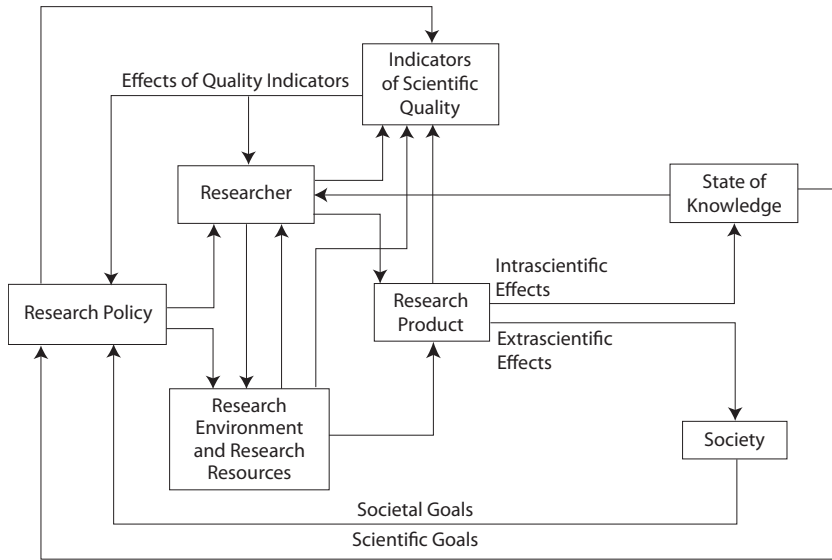 Indicators
of Scientific
Quality
Effects of Quality Indicators
Researcher
State of
Knowledge
Intrascientific
Effects
Research Policy
Research
Product
Extrascientific
Effects
Research
Environment
and Research
Resources
Society
Societal Goals
Scientific Goals